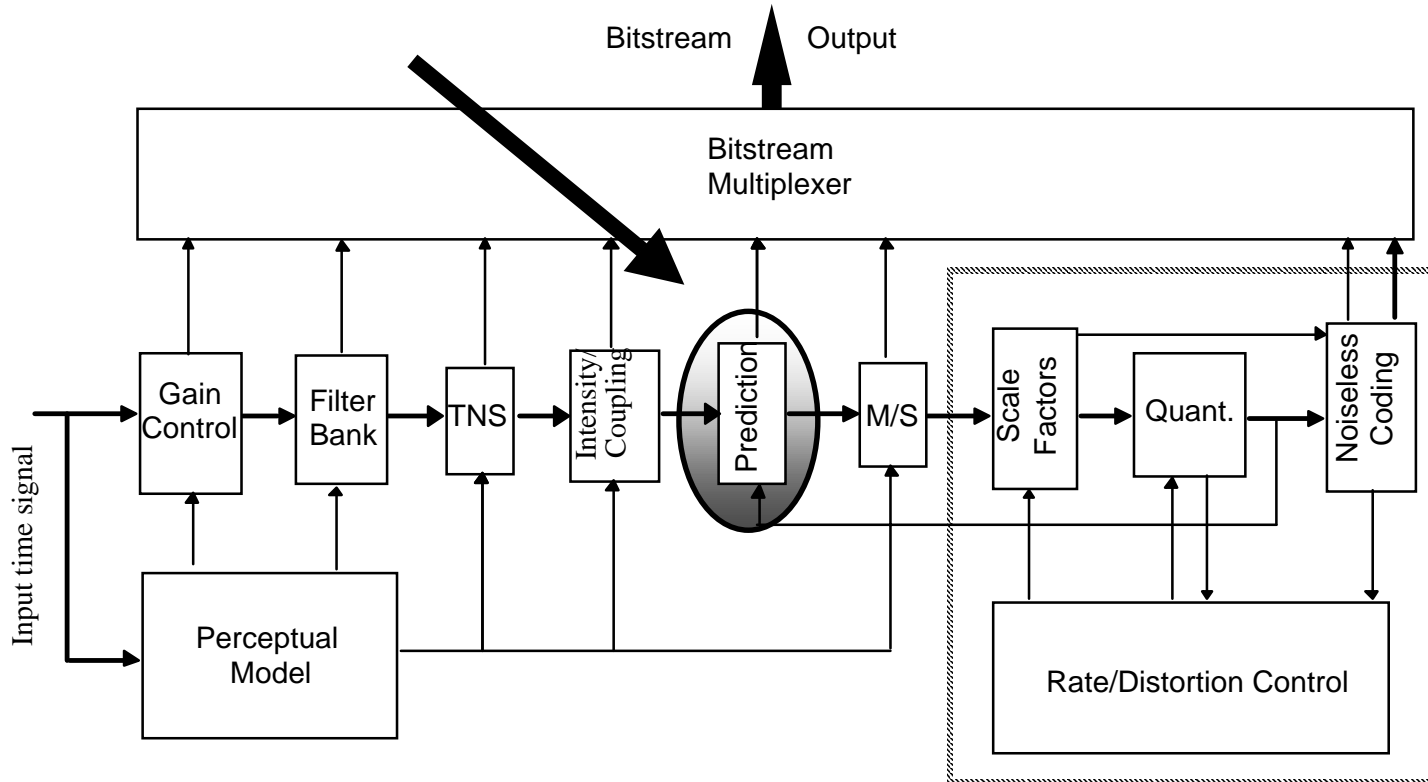 Bitstream Output
Bitstream
Multiplexer
Gain
Control
Filter
Bank
TNS
Intensity/
Coupling
Prediction
M/S
Scale
Factors
Quant.
Noiseless
Coding
Input time signal
Perceptual
Model
Rate/Distortion Control